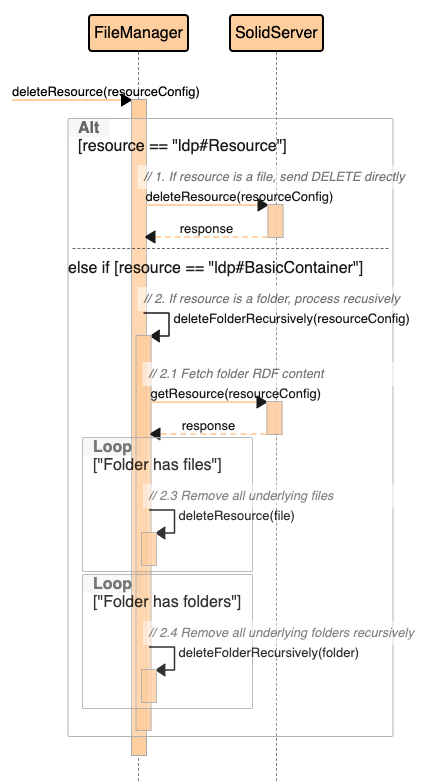 FileManager
SolidServer
deleteResource(resourceConfig)
Alt
[resource == "ldp#Resource"]
// 1. If resource is a file, send DELETE directly
deleteResource(resourceConfig)
response
else if [resource == "ldp#BasicContainer"]
// 2. If resource is a folder, process recusively
deleteFolderRecursively(resourceConfig)
// 2.1 Fetch folder RDF content
getResource(resourceConfig)
response
Loop
["Folder has files"]
// 2.3 Remove all underlying files
deleteResource(file)
Loop
["Folder has folders"]
// 2.4 Remove all underlying folders recursively
deleteFolderRecursively(folder)